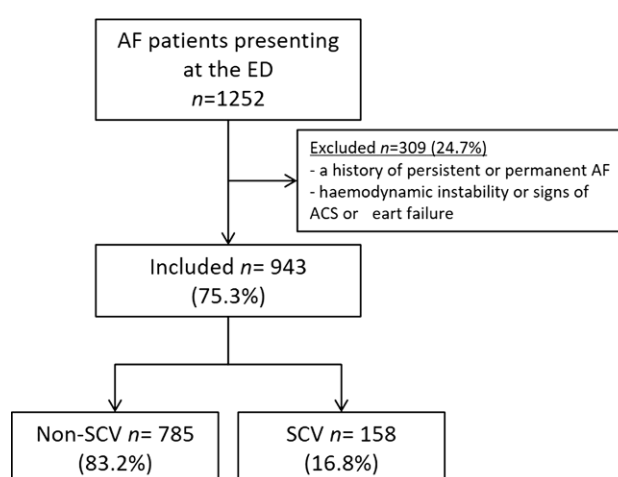 AF patients presenting
at the ED
n=1252
Excluded n=309 (24.7%)
- a history of persistent or permanent AF
- haemodynamic instability or signs of
ACS or eart failure
Included n= 943
(75.3%)
Non-SCV n= 785
(83.2%)
SCV n= 158
(16.8%)